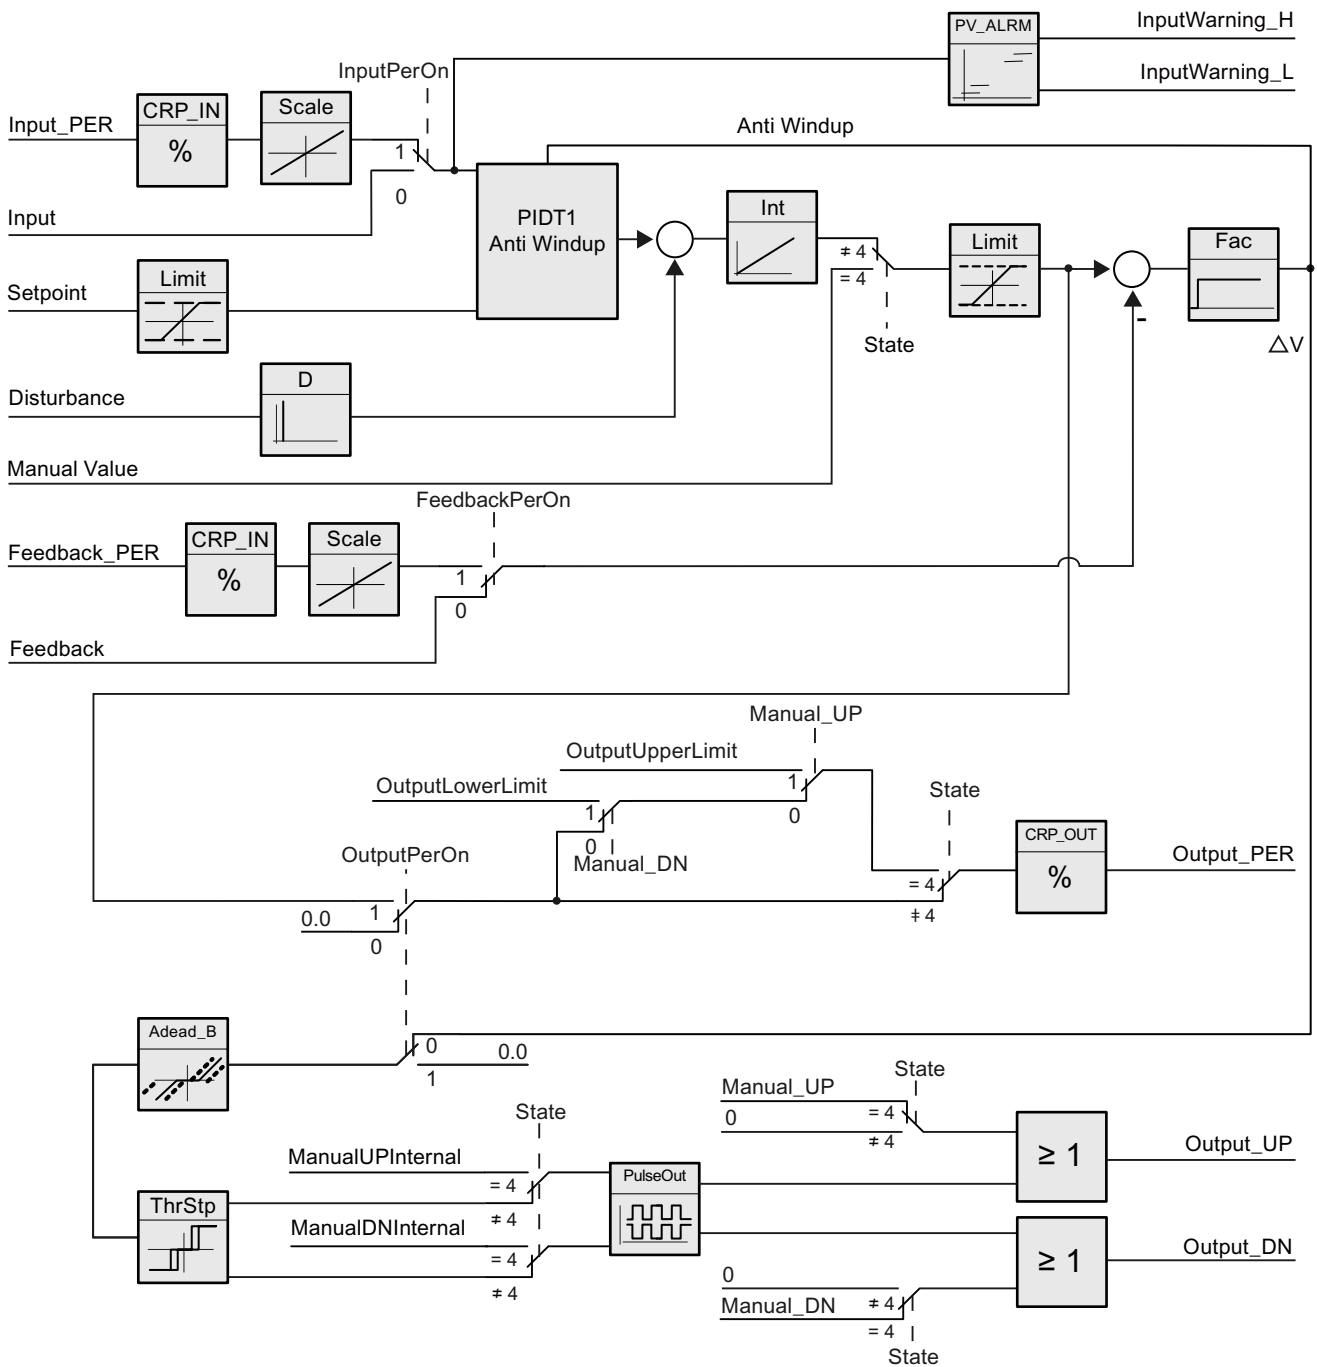 InputWarning_H
PV_ALRM
InputWarning_L
InputPerOn
CRP_IN
%
Scale
Input_PER
1
0
Anti Windup
Input
PIDT1
Anti Windup
Int
≠ 4
= 4
State
Limit
Fac
-
△V
Setpoint
Limit
Disturbance
D
Manual Value
FeedbackPerOn
Feedback_PER
CRP_IN
%
Scale
1
0
Feedback
Manual_UP
OutputUpperLimit
1
0
OutputLowerLimit
1
0
Manual_DN
State
= 4
≠ 4
CRP_OUT
%
Output_PER
OutputPerOn
0.0
1
0
Adead_B
0
0.0
1
State
Manual_UP
= 4
0
≠ 4
≥ 1
Output_UP
State
ManualUPInternal
= 4
≠ 4
PulseOut
ThrStp
ManualDNInternal
= 4
≠ 4
≥ 1
Output_DN
0
Manual_DN
≠ 4
= 4
State